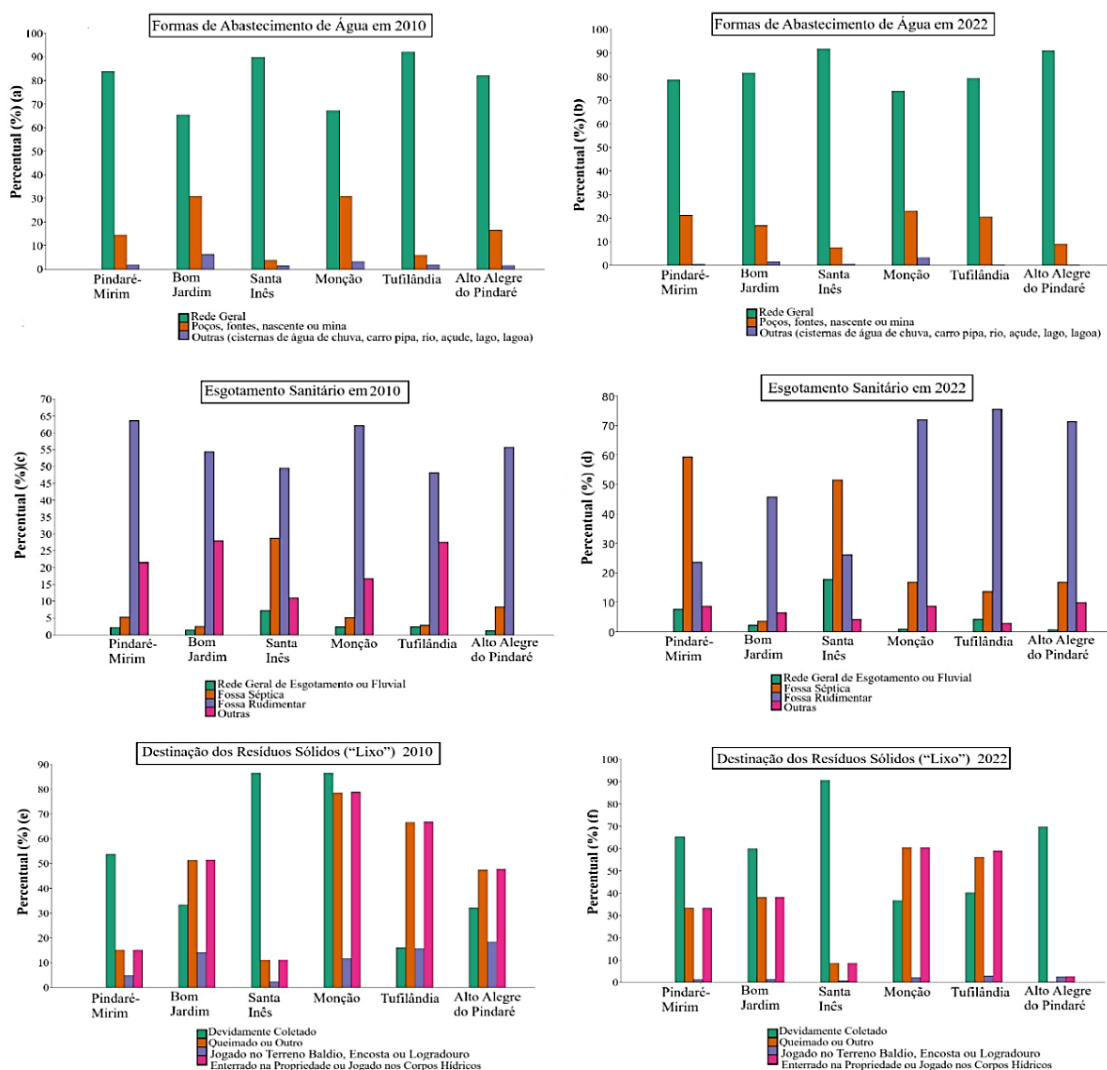 Formas de Abastecimento de Água em 2010
Percentual (%) (a)
100
90
80
70
60
50
40
30
20
10
0
Pindaré-Mirim
Bom Jardim
Santa Inês
Monção
Tufilândia
Alto Alegre do Pindaré
Rede Geral
Poços, fontes, nascente ou mina
Outras (cisternas de água de chuva, carro pipa, rio, açude, lago, lagoa)
Formas de Abastecimento de Água em 2022
Percentual (%)(b)
100
90
80
70
60
50
40
30
20
10
0
Pindaré-Mirim
Bom Jardim
Santa Inês
Monção
Tufilândia
Alto Alegre do Pindaré
Rede Geral
Poços, fontes, nascente ou mina
Outras (cisternas de água de chuva, carro pipa, rio, açude, lago, lagoa)
Esgotamento Sanitário em 2010
Percentual (%)(c)
70
65
60
55
50
45
40
35
30
25
20
15
10
5
0
Pindaré-Mirim
Bom Jardim
Santa Inês
Monção
Tufilândia
Alto Alegre do Pindaré
Rede Geral de Esgotamento ou Fluvial
Fossa Séptica
Fossa Rudimentar
Outras
Esgotamento Sanitário em 2022
Percentual (%) (d)
80
70
60
50
40
30
20
10
0
Pindaré-Mirim
Bom Jardim
Santa Inês
Monção
Tufilândia
Alto Alegre do Pindaré
Rede Geral de Esgotamento ou Fluvial
Fossa Séptica
Fossa Rudimentar
Outras
Destinação dos Resíduos Sólidos (“Lixo”) 2010
Percentual (%) (e)
90
80
70
60
50
40
30
20
10
0
Pindaré-Mirim
Bom Jardim
Santa Inês
Monção
Tufilândia
Alto Alegre do Pindaré
Devidamente Coletado
Queimado ou Outro
Jogado no Terreno Baldio, Encosta ou Logradouro
Enterrado na Propriedade ou Jogado nos Corpos Hídricos
Destinação dos Resíduos Sólidos (“Lixo”) 2022
Percentual (%) (f)
100
90
80
70
60
50
40
30
20
10
0
Pindaré-Mirim
Bom Jardim
Santa Inês
Monção
Tufilândia
Alto Alegre do Pindaré
Devidamente Coletado
Queimado ou Outro
Jogado no Terreno Baldio, Encosta ou Logradouro
Enterrado na Propriedade ou Jogado nos Corpos Hídricos